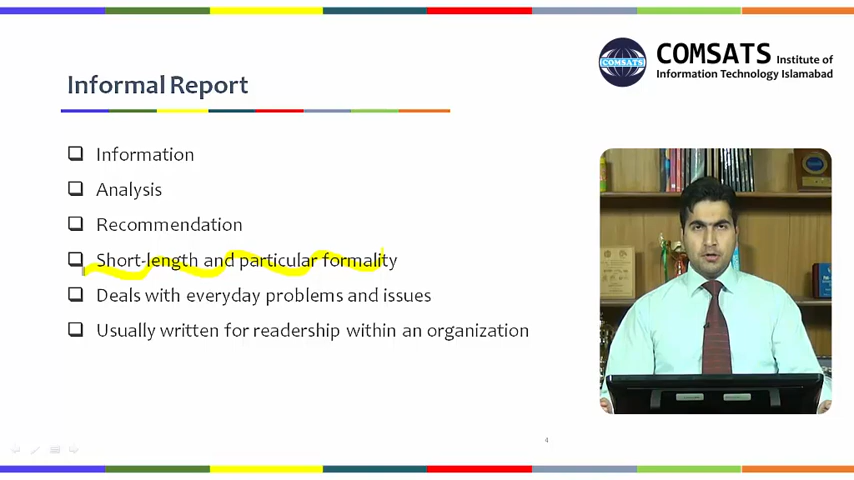 COMSATS Institute of
Information Technology Islamabad
COMSATS
Informal Report
Information
Analysis
Recommendation
Short-length and particular formality
Deals with everyday problems and issues
Usually written for readership within an organization
4